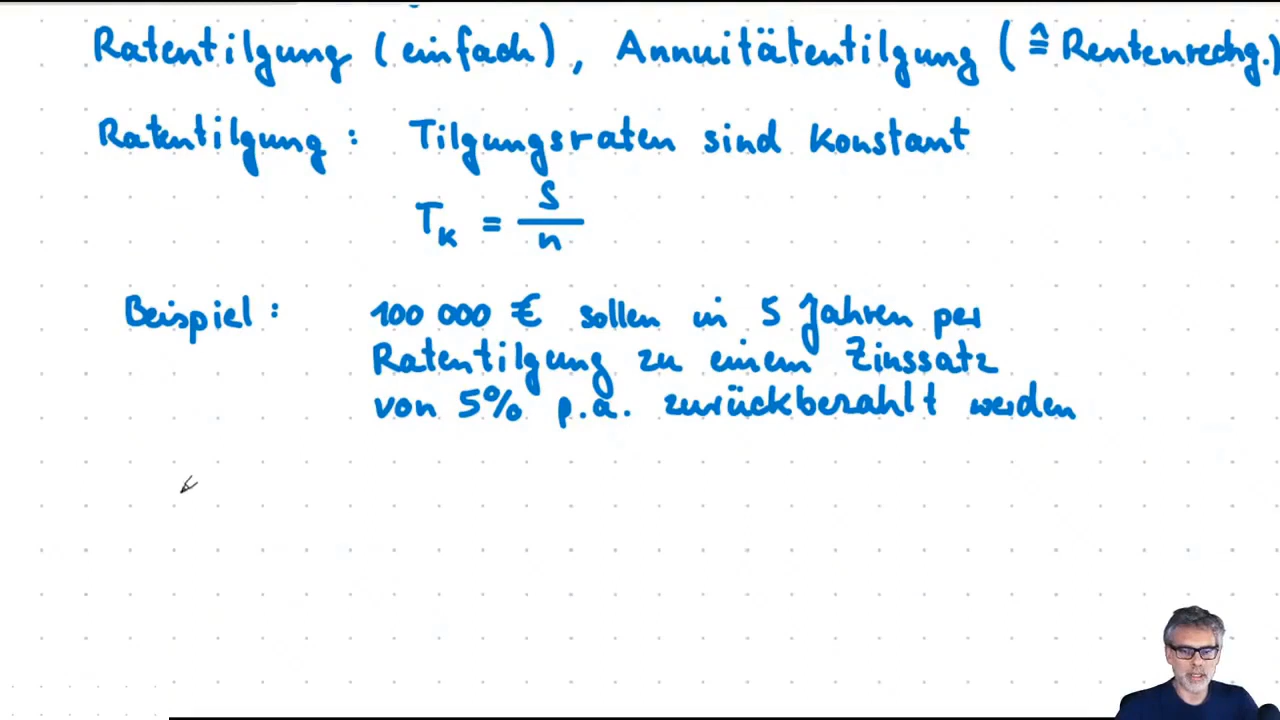 Ratentilgung (einfach), Annuitätentilgung (≙ Rentenrechng.)
Ratentilgung: Tilgungsraten sind konstant
T_K = S/n
Beispiel: 100 000 € sollen in 5 Jahren per
Ratentilgung zu einem Zinssatz
von 5% p.a. zurückbezahlt werden